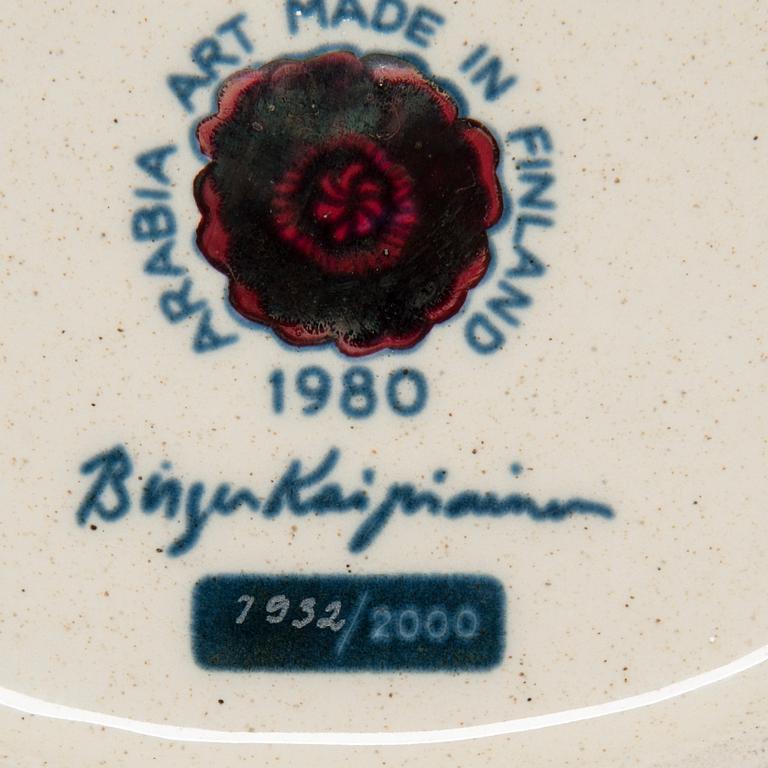 ARABIA ART MADE IN FINLAND
1980
Birger Kaipiainen
1932/2000